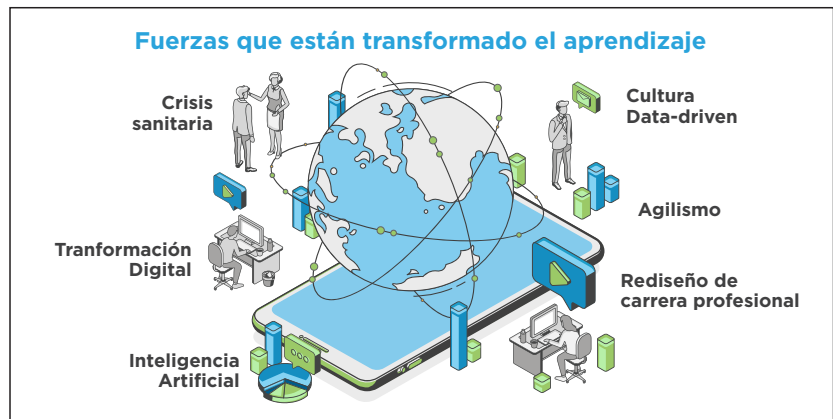 Fuerzas que están transformado el aprendizaje
Crisis
sanitaria
Tranformación
Digital
Inteligencia
Artificial
Cultura
Data-driven
Agilismo
Rediseño de
carrera profesional